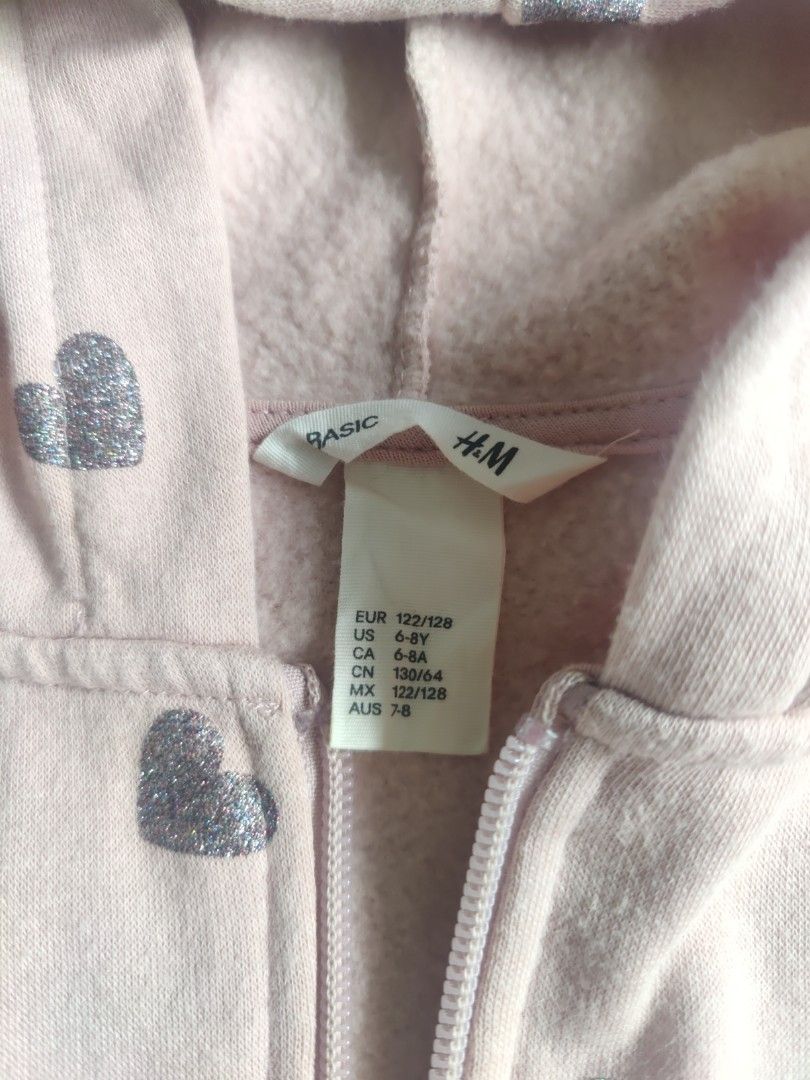 BASIC
H&M
EUR 122/128
US 6-8Y
CA 6-8A
CN 130/64
MX 122/128
AUS 7-8